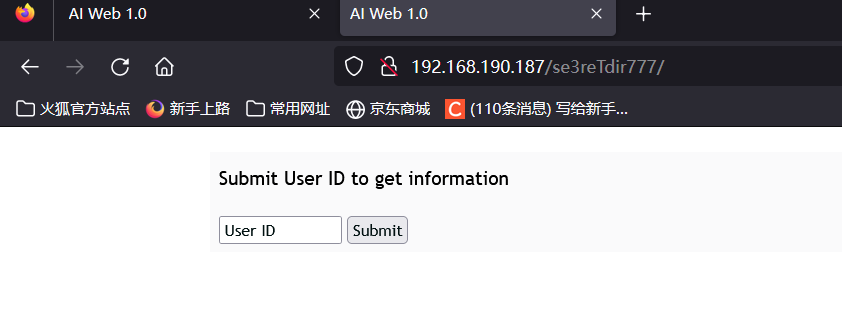 AI Web 1.0
AI Web 1.0
192.168.190.187/se3reTdir777/
火狐官方站点 新手上路 常用网址 京东商城 C (110条消息) 写给新手...
Submit User ID to get information
User ID Submit